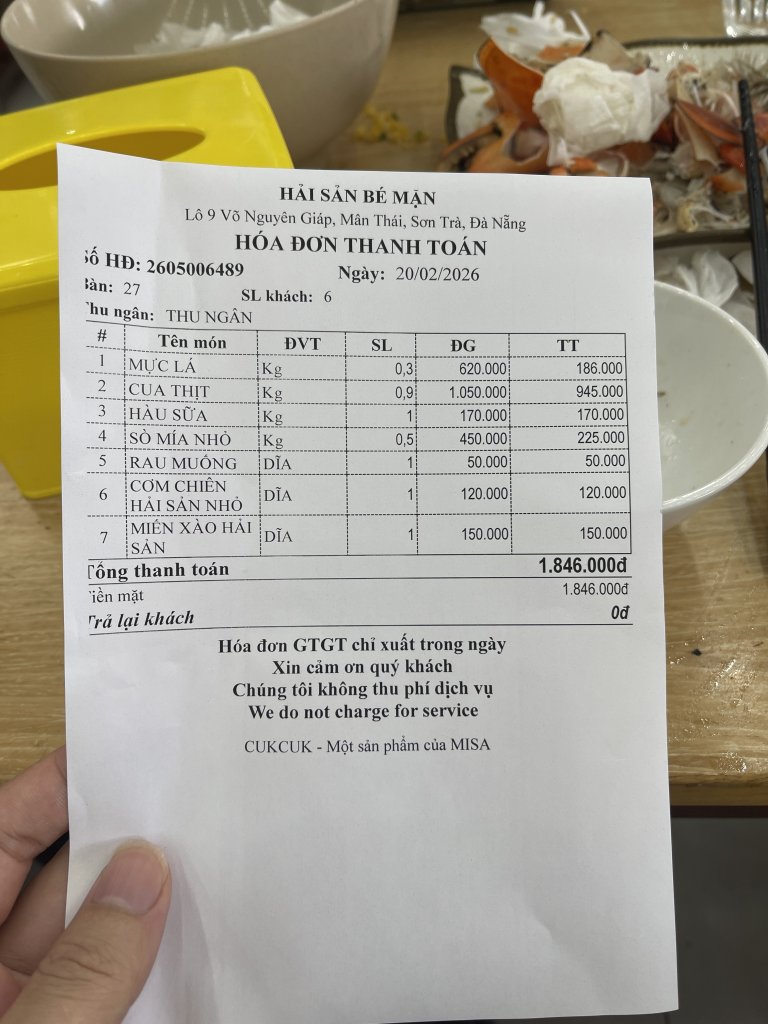 HẢI SẢN BÉ MẶN
Lô 9 Võ Nguyên Giáp, Mân Thái, Sơn Trà, Đà Nẵng
HÓA ĐƠN THANH TOÁN
Số HĐ: 2605006489 Ngày: 20/02/2026
Bàn: 27 SL khách: 6
Thu ngân: THU NGÂN
# Tên món ĐVT SL ĐG TT
1 MỰC LÁ Kg 0,3 620.000 186.000
2 CUA THỊT Kg 0,9 1.050.000 945.000
3 HÀU SỮA Kg 1 170.000 170.000
4 SÒ MÍA NHỎ Kg 0,5 450.000 225.000
5 RAU MUỐNG DĨA 1 50.000 50.000
6 CƠM CHIÊN HẢI SẢN NHỎ DĨA 1 120.000 120.000
7 MIẾN XÀO HẢI SẢN DĨA 1 150.000 150.000
Tổng thanh toán 1.846.000đ
Tiền mặt 1.846.000đ
Trả lại khách 0đ
Hóa đơn GTGT chỉ xuất trong ngày
Xin cảm ơn quý khách
Chúng tôi không thu phí dịch vụ
We do not charge for service
CUKCUK - Một sản phẩm của MISA